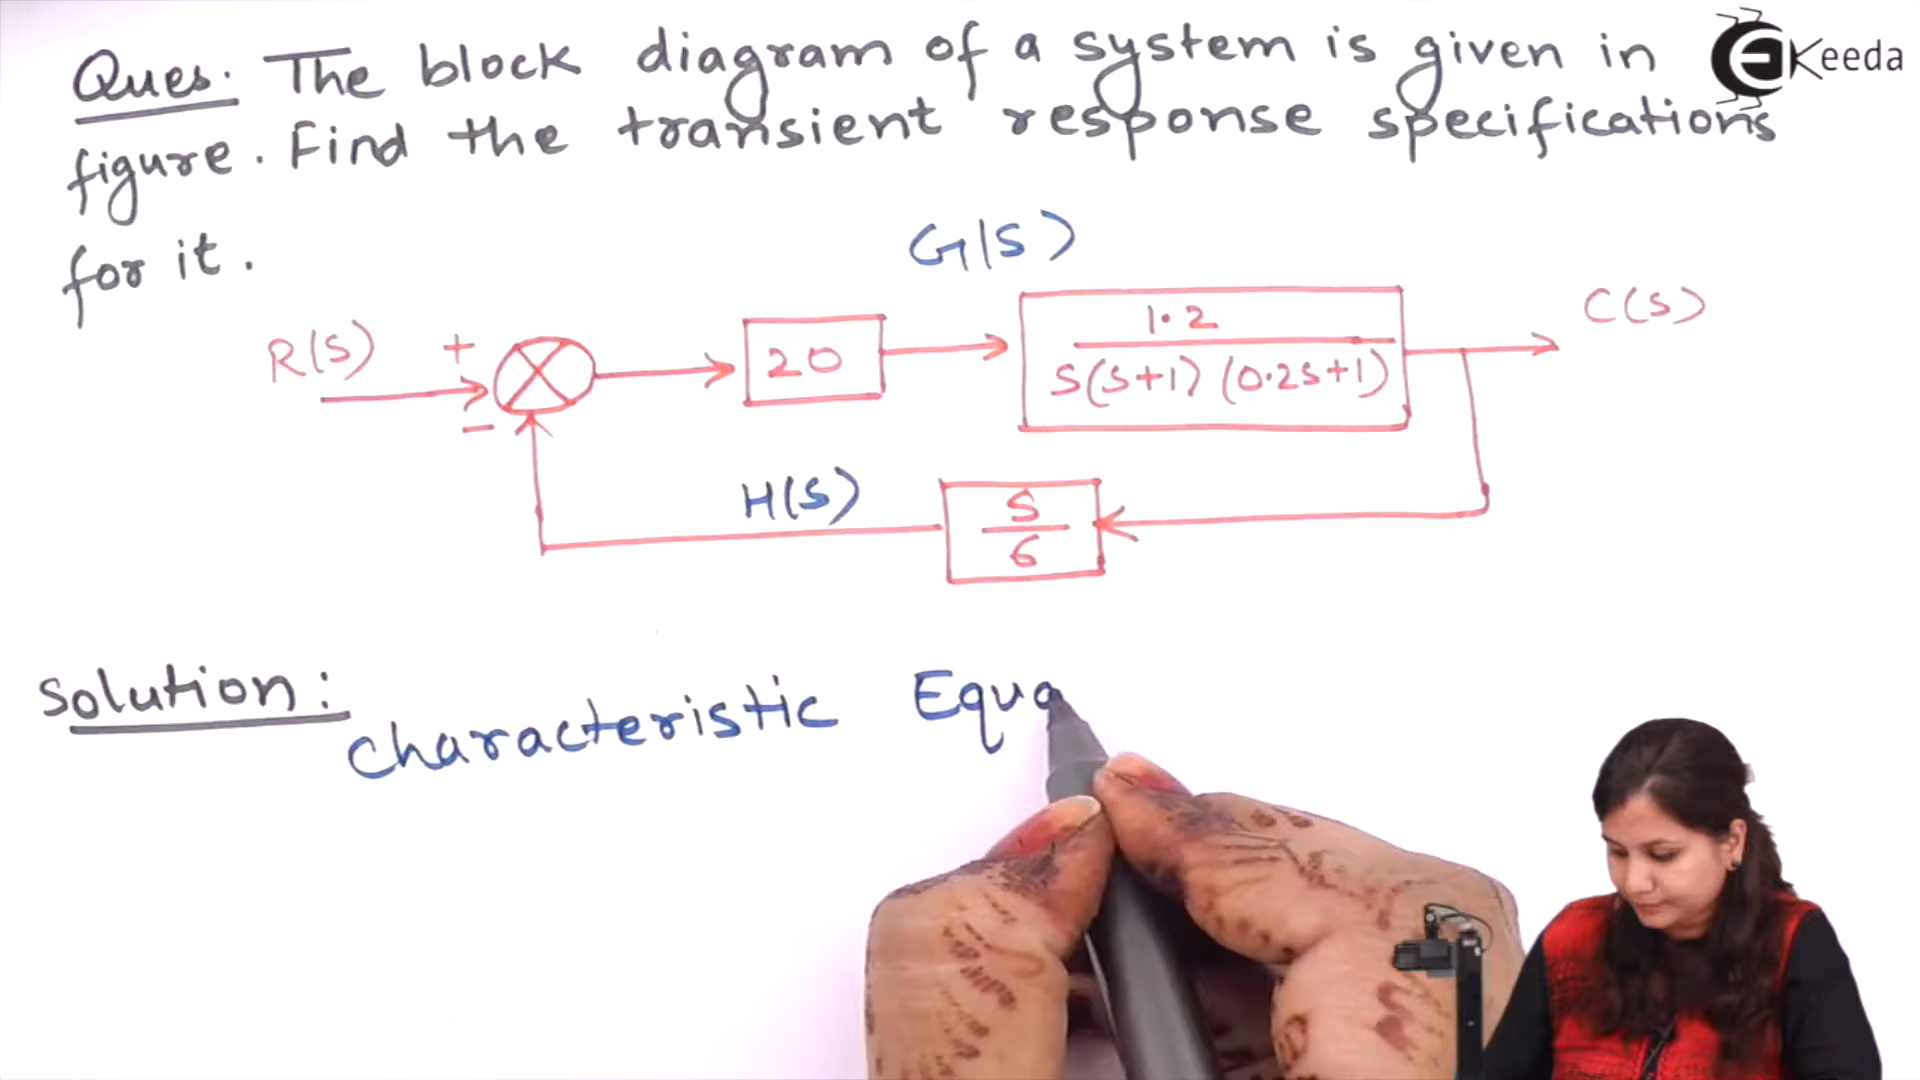 Ques. The block diagram of a system is given in
figure. Find the transient response specifications
for it.
EKeeda
G(S)
R(S)
+
-
20
1.2
S(S+1) (0.2S+1)
C(S)
H(S)
S
6
Solution:
characteristic Equa